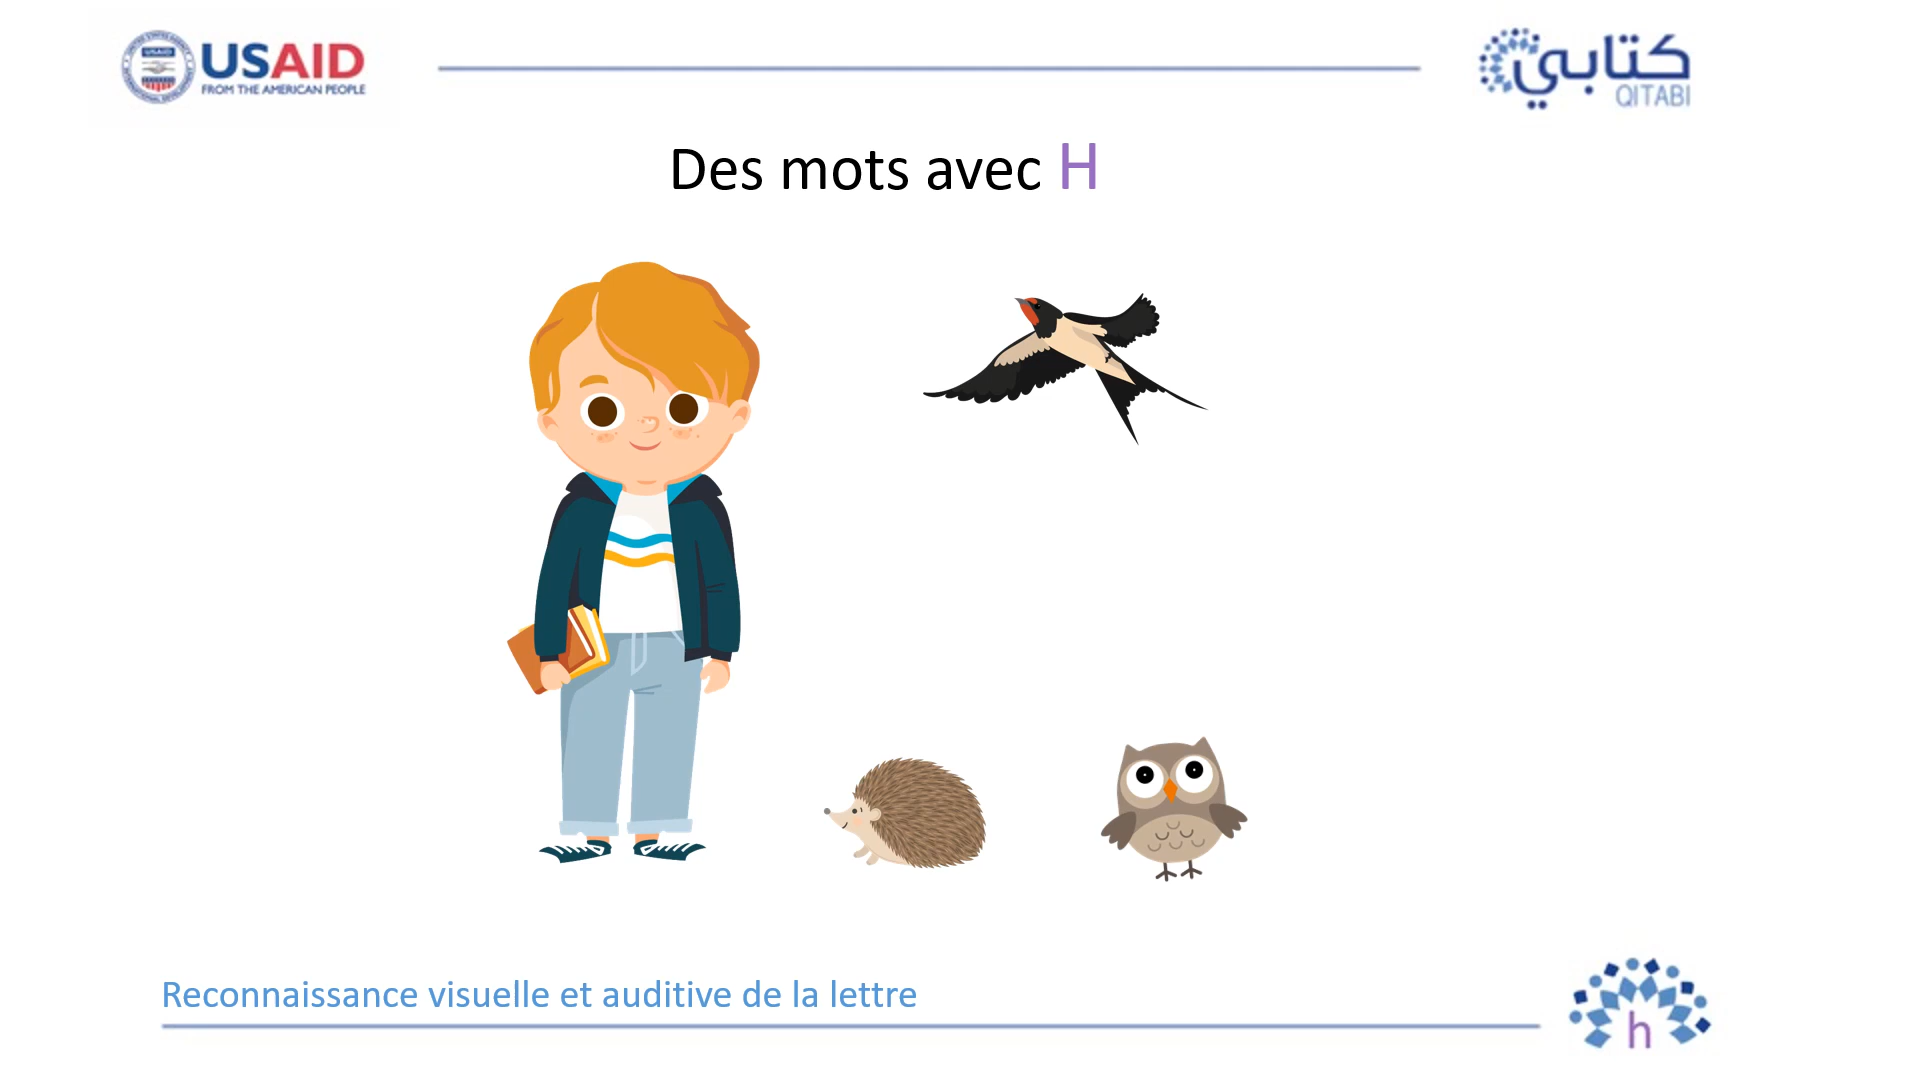 USAID
FROM THE AMERICAN PEOPLE
كتابي
QITABI
Des mots avec H
Reconnaissance visuelle et auditive de la lettre
h